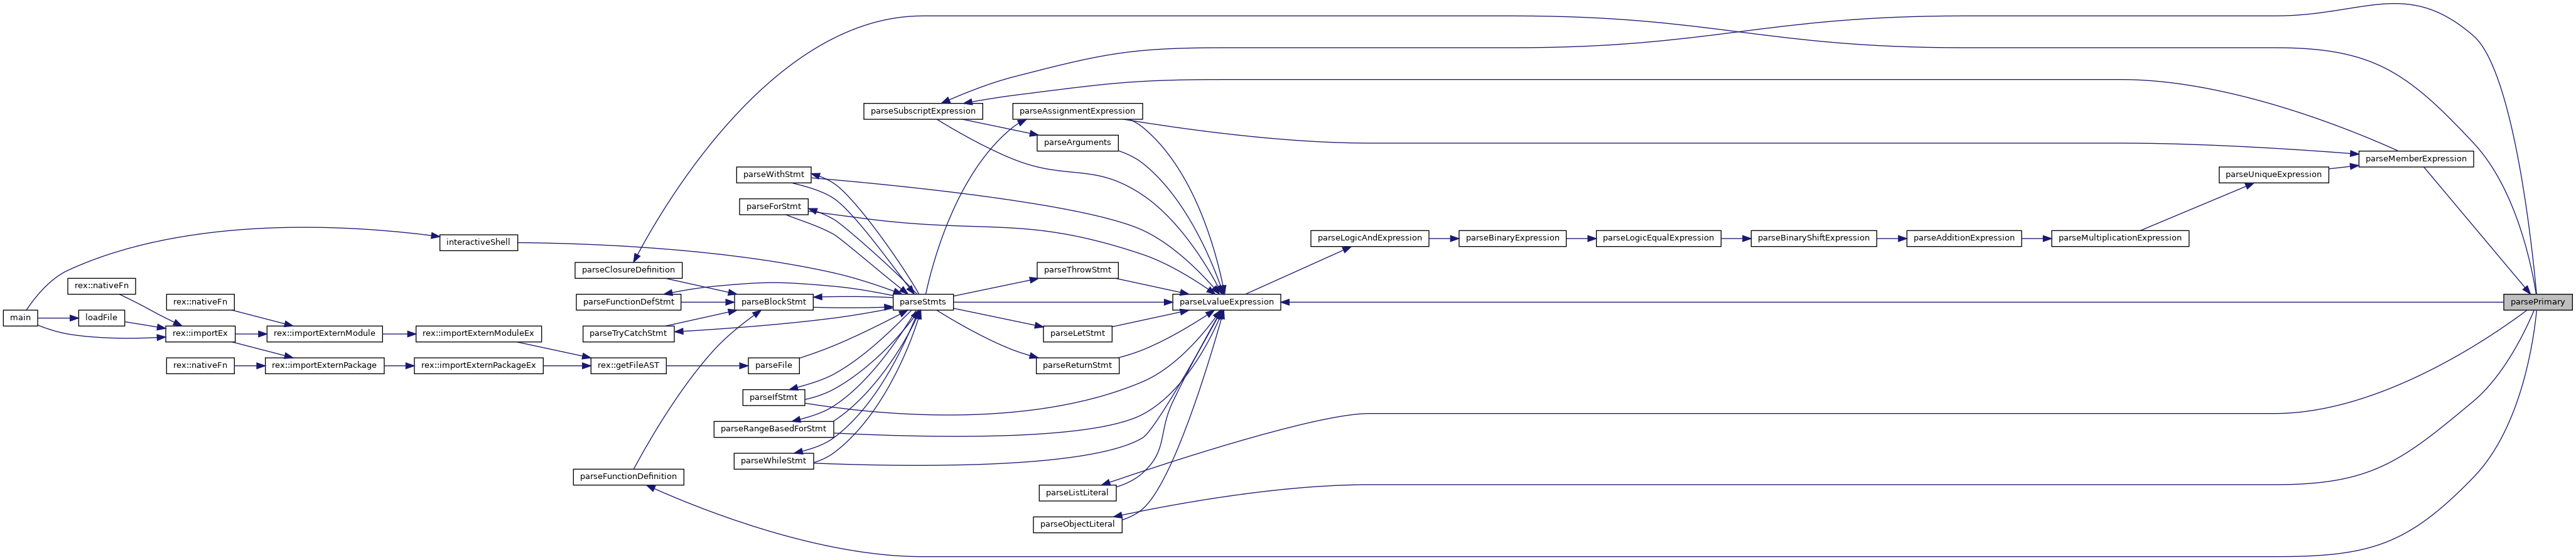 main
rex::nativeFn
loadFile
rex::nativeFn
rex::importEx
rex::nativeFn
rex::importExternModule
rex::importExternPackage
rex::importExternModuleEx
rex::importExternPackageEx
interactiveShell
parseClosureDefinition
parseFunctionDefStmt
parseTryCatchStmt
rex::getFileAST
parseFunctionDefinition
parseWithStmt
parseForStmt
parseBlockStmt
parseFile
parseIfStmt
parseRangeBasedForStmt
parseWhileStmt
parseSubscriptExpression
parseStmts
parseAssignmentExpression
parseArguments
parseThrowStmt
parseLetStmt
parseReturnStmt
parseListLiteral
parseObjectLiteral
parseLvalueExpression
parseLogicAndExpression
parseBinaryExpression
parseLogicEqualExpression
parseBinaryShiftExpression
parseAdditionExpression
parseMultiplicationExpression
parseUniqueExpression
parseMemberExpression
parsePrimary